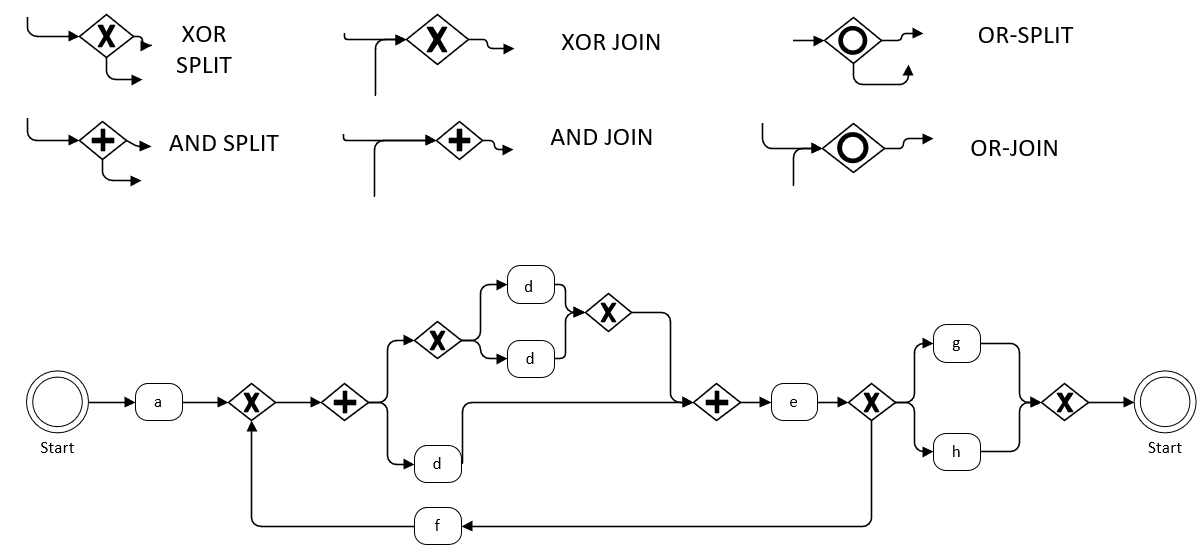 XOR
SPLIT
XOR JOIN
OR-SPLIT
AND SPLIT
AND JOIN
OR-JOIN
d
d
g
a
e
Start
Start
h
d
f